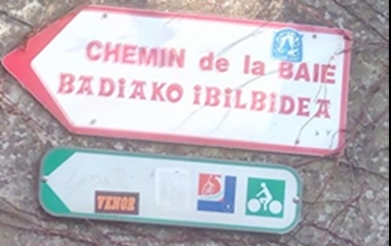 CHEMIN de la BAIE
BADIAKO IBILBIDEA
VENOR